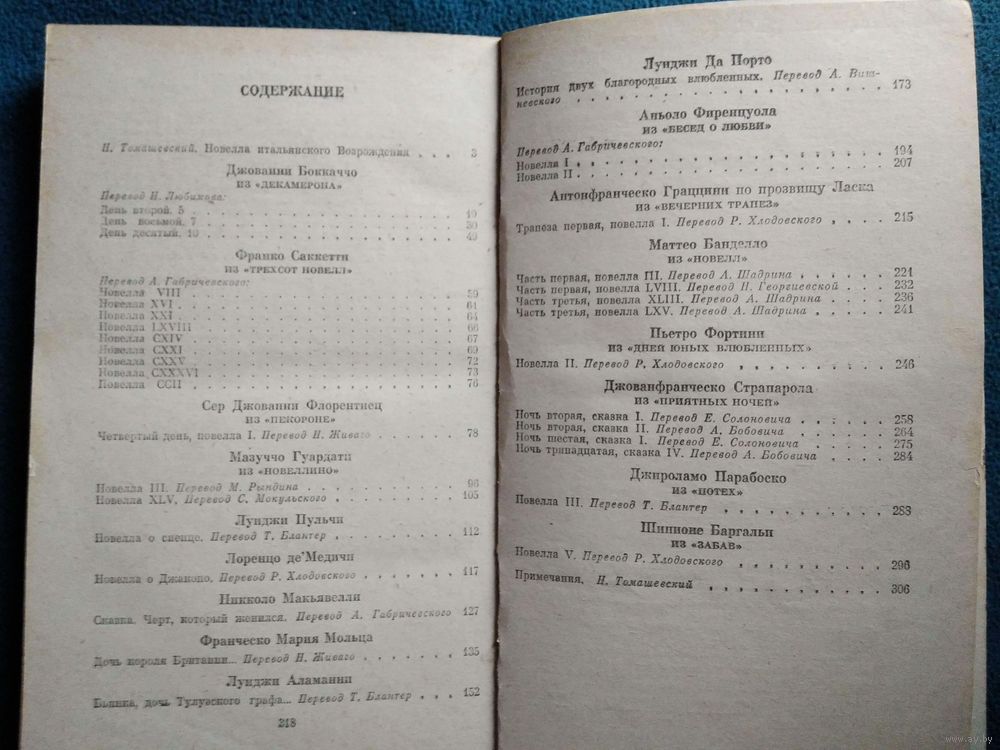 СОДЕРЖАНИЕ
Н. Томашевский. Новелла итальянского Возрождения . . . 3
Джованни Боккаччо
ИЗ «ДЕКАМЕРОНА»
Перевод Н. Любимова:
День второй, 5 . . . 19
День восьмой, 7 . . . 30
День десятый, 10 . . . 49
Франко Саккетти
ИЗ «ТРЕХСОТ НОВЕЛЛ»
Перевод А. Габричевского:
Новелла VIII . . . 59
Новелла XVI . . . 61
Новелла XXI . . . 64
Новелла LXVIII . . . 66
Новелла CXIV . . . 67
Новелла CXXI . . . 69
Новелла CXXV . . . 72
Новелла CXXXVI . . . 73
Новелла CCII . . . 76
Сер Джованни Флорентиец
ИЗ «ПЕКОРОНЕ»
Четвертый день, новелла I. Перевод Н. Живаго . . . 78
Мазуччо Гуардати
ИЗ «НОВЕЛЛИНО»
Новелла III. Перевод М. Рындина . . . 96
Новелла XLV. Перевод С. Мокульского . . . 105
Луиджи Пульчи
Новелла о сиенце. Перевод Т. Блантер . . . 112
Лоренцо де'Медичи
Новелла о Джакопо. Перевод Р. Хлодовского . . . 117
Никколо Макьявелли
Сказка. Черт, который женился. Перевод А. Габричевского 127
Франческо Мария Мольца
Дочь короля Британии... Перевод Н. Живаго . . . 135
Луиджи Аламанни
Бьянка, дочь Тулузского графа... Перевод Т. Блантер . . . 152
318
Луиджи Да Порто
История двух благородных влюбленных. Перевод А. Виш-
невского . . . 173
Аньоло Фиренцуола
ИЗ «БЕСЕД О ЛЮБВИ»
Перевод А. Габричевского:
Новелла I . . . 194
Новелла II . . . 207
Антонфранческо Граццини по прозвищу Ласка
ИЗ «ВЕЧЕРНИХ ТРАПЕЗ»
Трапеза первая, новелла I. Перевод Р. Хлодовского . . . 215
Маттео Банделло
ИЗ «НОВЕЛЛ»
Часть первая, новелла III. Перевод А. Шадрина . . . 221
Часть первая, новелла LVIII. Перевод Н. Георгиевской . . . 232
Часть третья, новелла XLIII. Перевод А. Шадрина . . . 236
Часть третья, новелла LXV. Перевод А. Шадрина . . . 241
Пьетро Фортини
ИЗ «ДНЕЙ ЮНЫХ ВЛЮБЛЕННЫХ»
Новелла II. Перевод Р. Хлодовского . . . 246
Джованфранческо Страпарола
ИЗ «ПРИЯТНЫХ НОЧЕЙ»
Ночь вторая, сказка I. Перевод Е. Солоновича . . . 258
Ночь вторая, сказка II. Перевод А. Бобовича . . . 264
Ночь шестая, сказка I. Перевод Е. Солоновича . . . 275
Ночь тринадцатая, сказка IV. Перевод А. Бобовича . . . 284
Джироламо Парабоско
ИЗ «ПОТЕХ»
Новелла III. Перевод Т. Блантер . . . 288
Шипионе Баргальи
ИЗ «ЗАБАВ»
Новелла V. Перевод Р. Хлодовского . . . 296
Примечания. Н. Томашевский . . . 306
www.ay.by